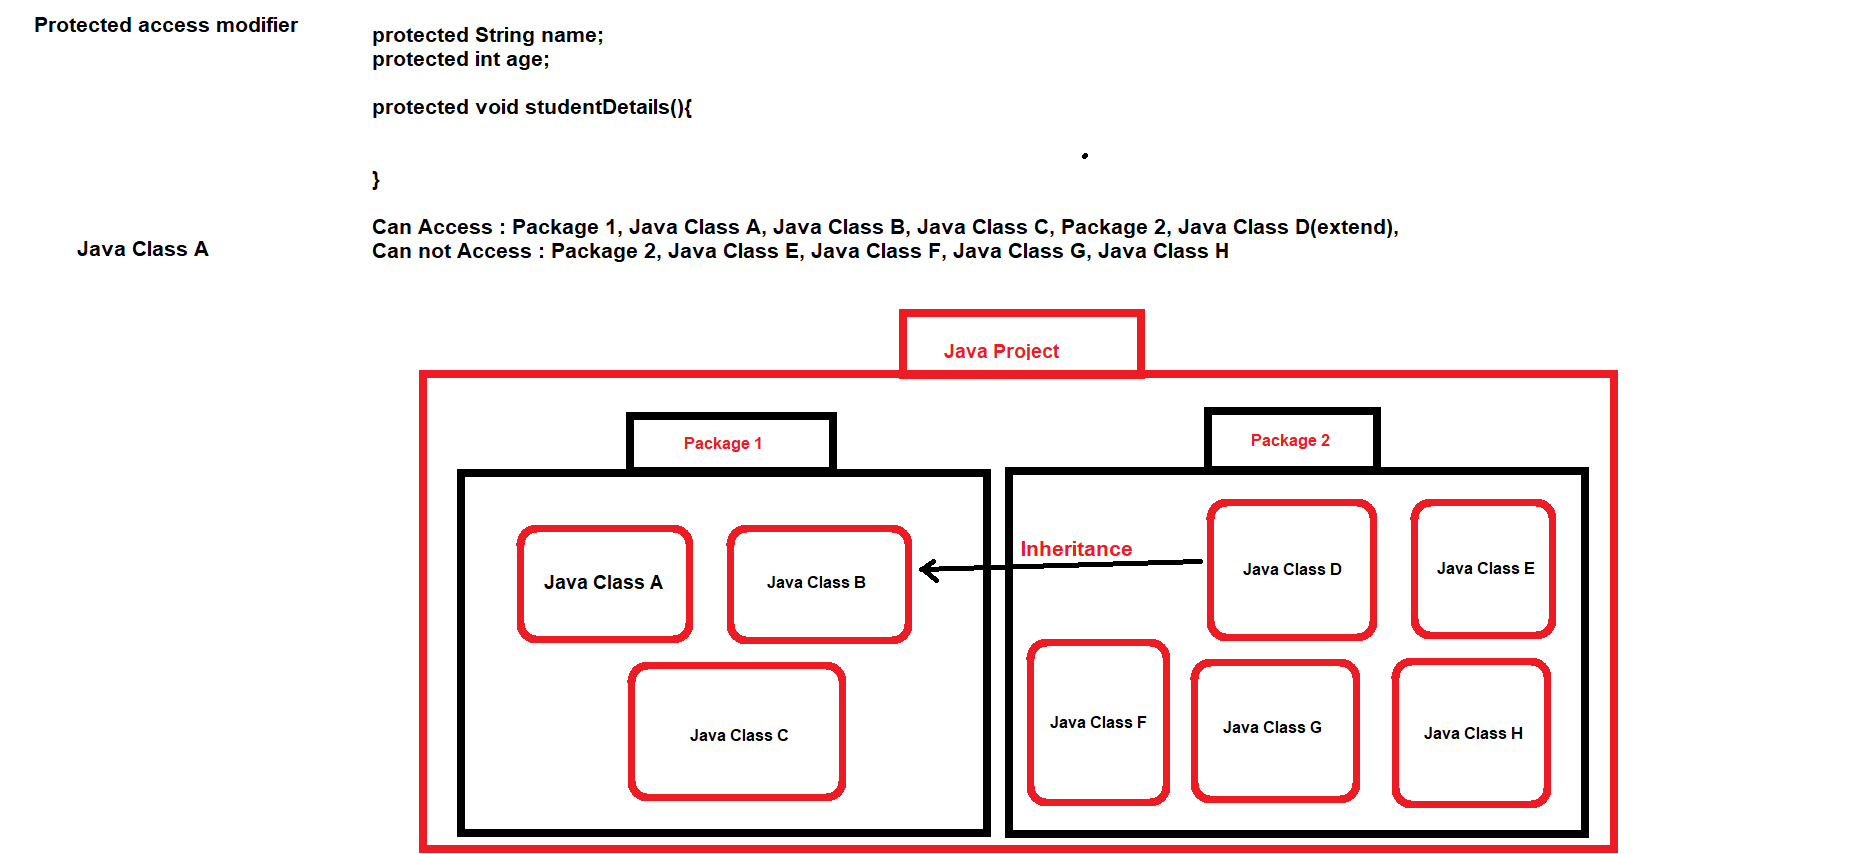 Protected access modifier
protected String name;
protected int age;
protected void studentDetails(){
}
Can Access : Package 1, Java Class A, Java Class B, Java Class C, Package 2, Java Class D(extend),
Java Class A
Can not Access : Package 2, Java Class E, Java Class F, Java Class G, Java Class H
Java Project
Package 1
Package 2
Java Class A
Java Class B
Java Class C
Inheritance
Java Class D
Java Class E
Java Class F
Java Class G
Java Class H